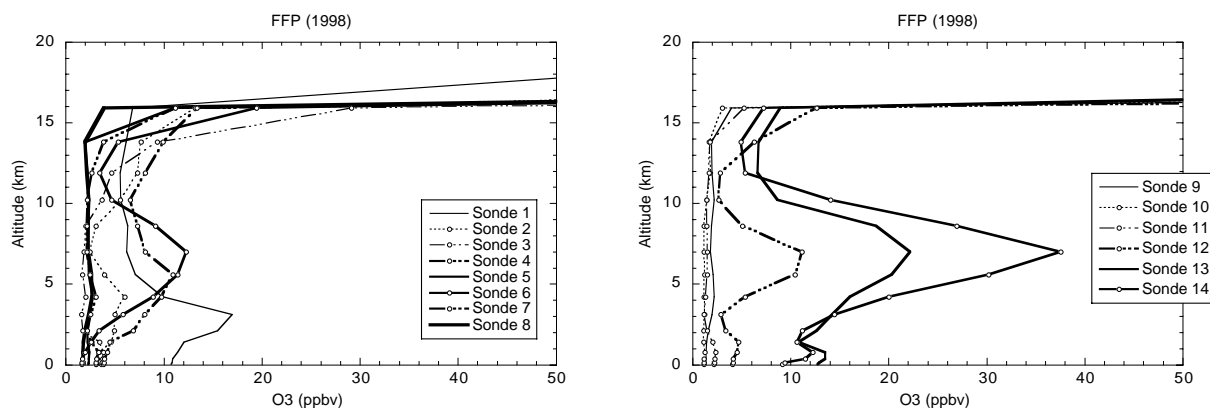 FFP (1998)
20
15
10
5
0
Altitude (km)
0 10 20 30 40 50
O3 (ppbv)
Sonde 1
Sonde 2
Sonde 3
Sonde 4
Sonde 5
Sonde 6
Sonde 7
Sonde 8
FFP (1998)
20
15
10
5
0
Altitude (km)
0 10 20 30 40 50
O3 (ppbv)
Sonde 9
Sonde 10
Sonde 11
Sonde 12
Sonde 13
Sonde 14